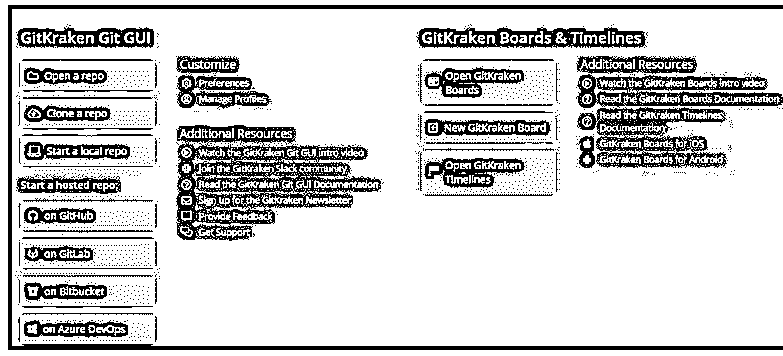 GitKraken Git GUI
Open a repo
Clone a repo
Start a local repo
Start a hosted repo:
on GitHub
on GitLab
on Bitbucket
on Azure DevOps
Customize
Preferences
Manage Profiles
Additional Resources
Watch the GitKraken Git GUI intro video
Join the GitKraken Slack community
Read the GitKraken Git GUI Documentation
Sign up for the GitKraken Newsletter
Provide Feedback
Get Support
GitKraken Boards & Timelines
Open GitKraken
Boards
New GitKraken Board
Open GitKraken
Timelines
Additional Resources
Watch the GitKraken Boards intro video
Read the GitKraken Boards Documentation
Read the GitKraken Timelines
Documentation
GitKraken Boards for iOS
GitKraken Boards for Android